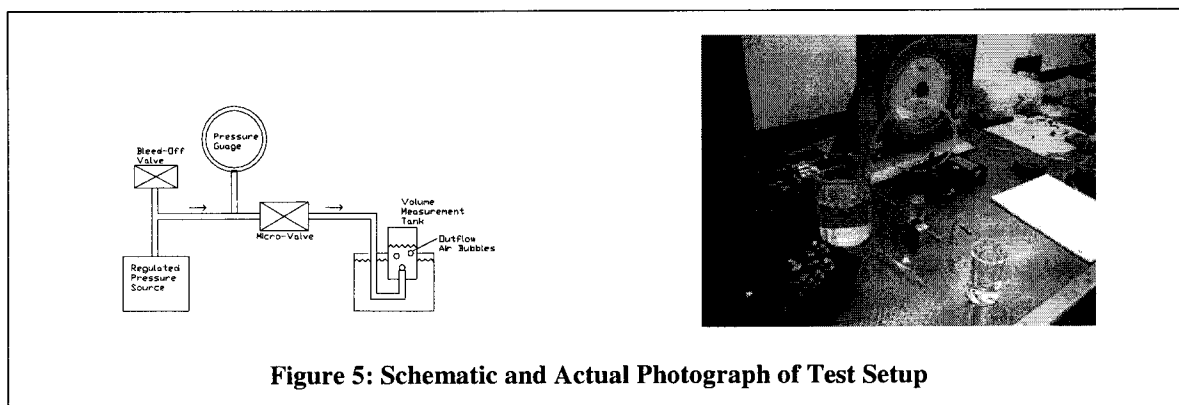 Pressure
Guage
Bleed-Off
Valve
Micro-Valve
Volume
Measurement
Tank
Outflow
Air Bubbles
Regulated
Pressure
Source
Figure 5: Schematic and Actual Photograph of Test Setup